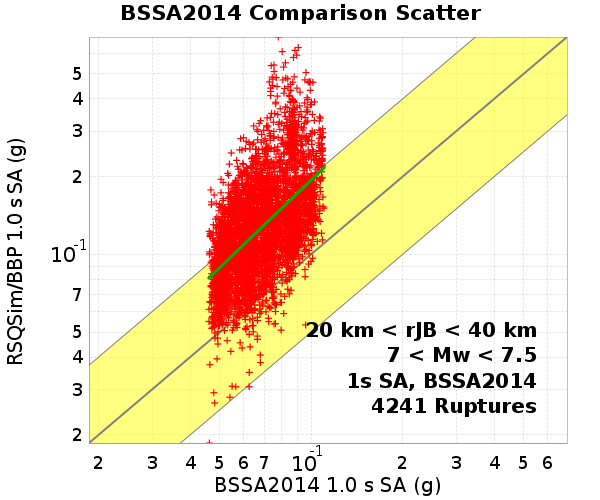 BSSA2014 Comparison Scatter
RSQSim/BBP 1.0 s SA (g)
5
4
3
2
10-1
7
5
4
3
2
20 km < rJB < 40 km
7 < Mw < 7.5
1s SA, BSSA2014
4241 Ruptures
2 3 4 5 6 7 10-1 2 3 4 5 6
BSSA2014 1.0 s SA (g)